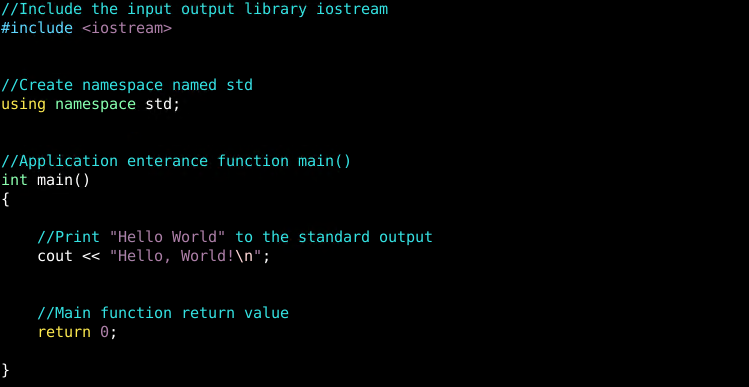 //Include the input output library iostream
#include <iostream>
//Create namespace named std
using namespace std;
//Application enterance function main()
int main()
{
//Print "Hello World" to the standard output
cout << "Hello, World!\n";
//Main function return value
return 0;
}